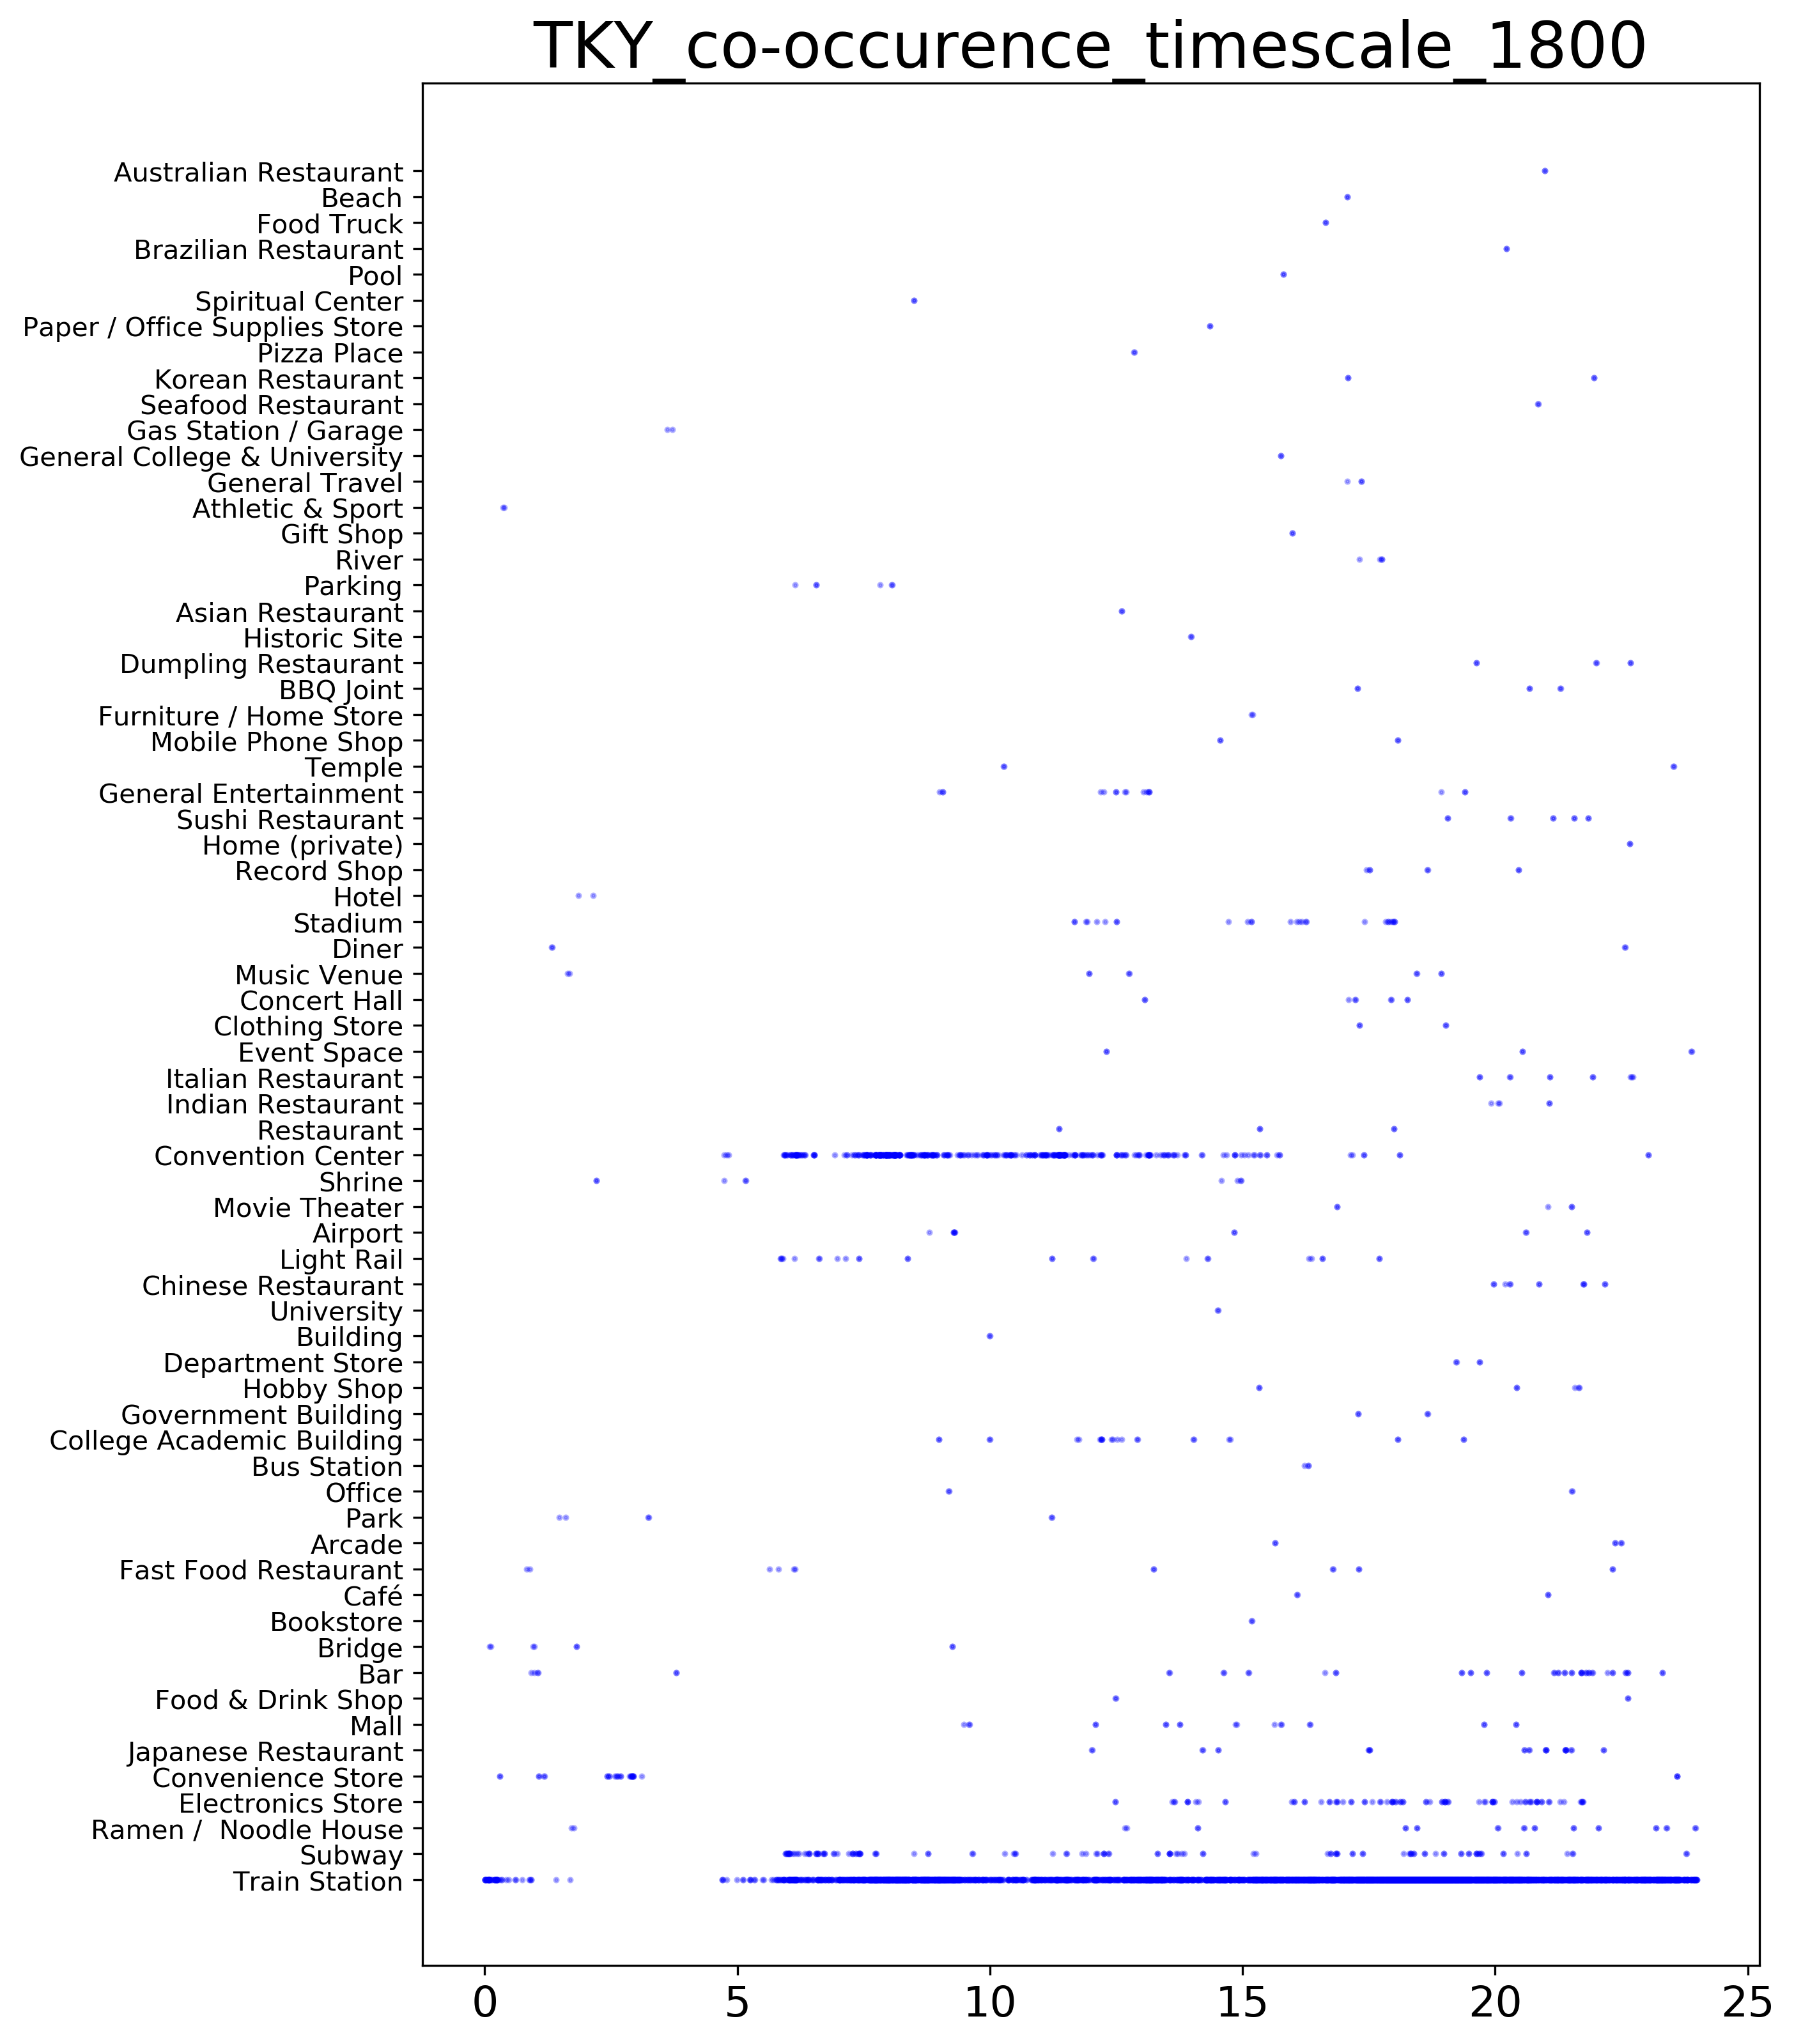 TKY_co-occurence_timescale_1800
Australian Restaurant
Beach
Food Truck
Brazilian Restaurant
Pool
Spiritual Center
Paper / Office Supplies Store
Pizza Place
Korean Restaurant
Seafood Restaurant
Gas Station / Garage
General College & University
General Travel
Athletic & Sport
Gift Shop
River
Parking
Asian Restaurant
Historic Site
Dumpling Restaurant
BBQ Joint
Furniture / Home Store
Mobile Phone Shop
Temple
General Entertainment
Sushi Restaurant
Home (private)
Record Shop
Hotel
Stadium
Diner
Music Venue
Concert Hall
Clothing Store
Event Space
Italian Restaurant
Indian Restaurant
Restaurant
Convention Center
Shrine
Movie Theater
Airport
Light Rail
Chinese Restaurant
University
Building
Department Store
Hobby Shop
Government Building
College Academic Building
Bus Station
Office
Park
Arcade
Fast Food Restaurant
Café
Bookstore
Bridge
Bar
Food & Drink Shop
Mall
Japanese Restaurant
Convenience Store
Electronics Store
Ramen /  Noodle House
Subway
Train Station
0 5 10 15 20 25